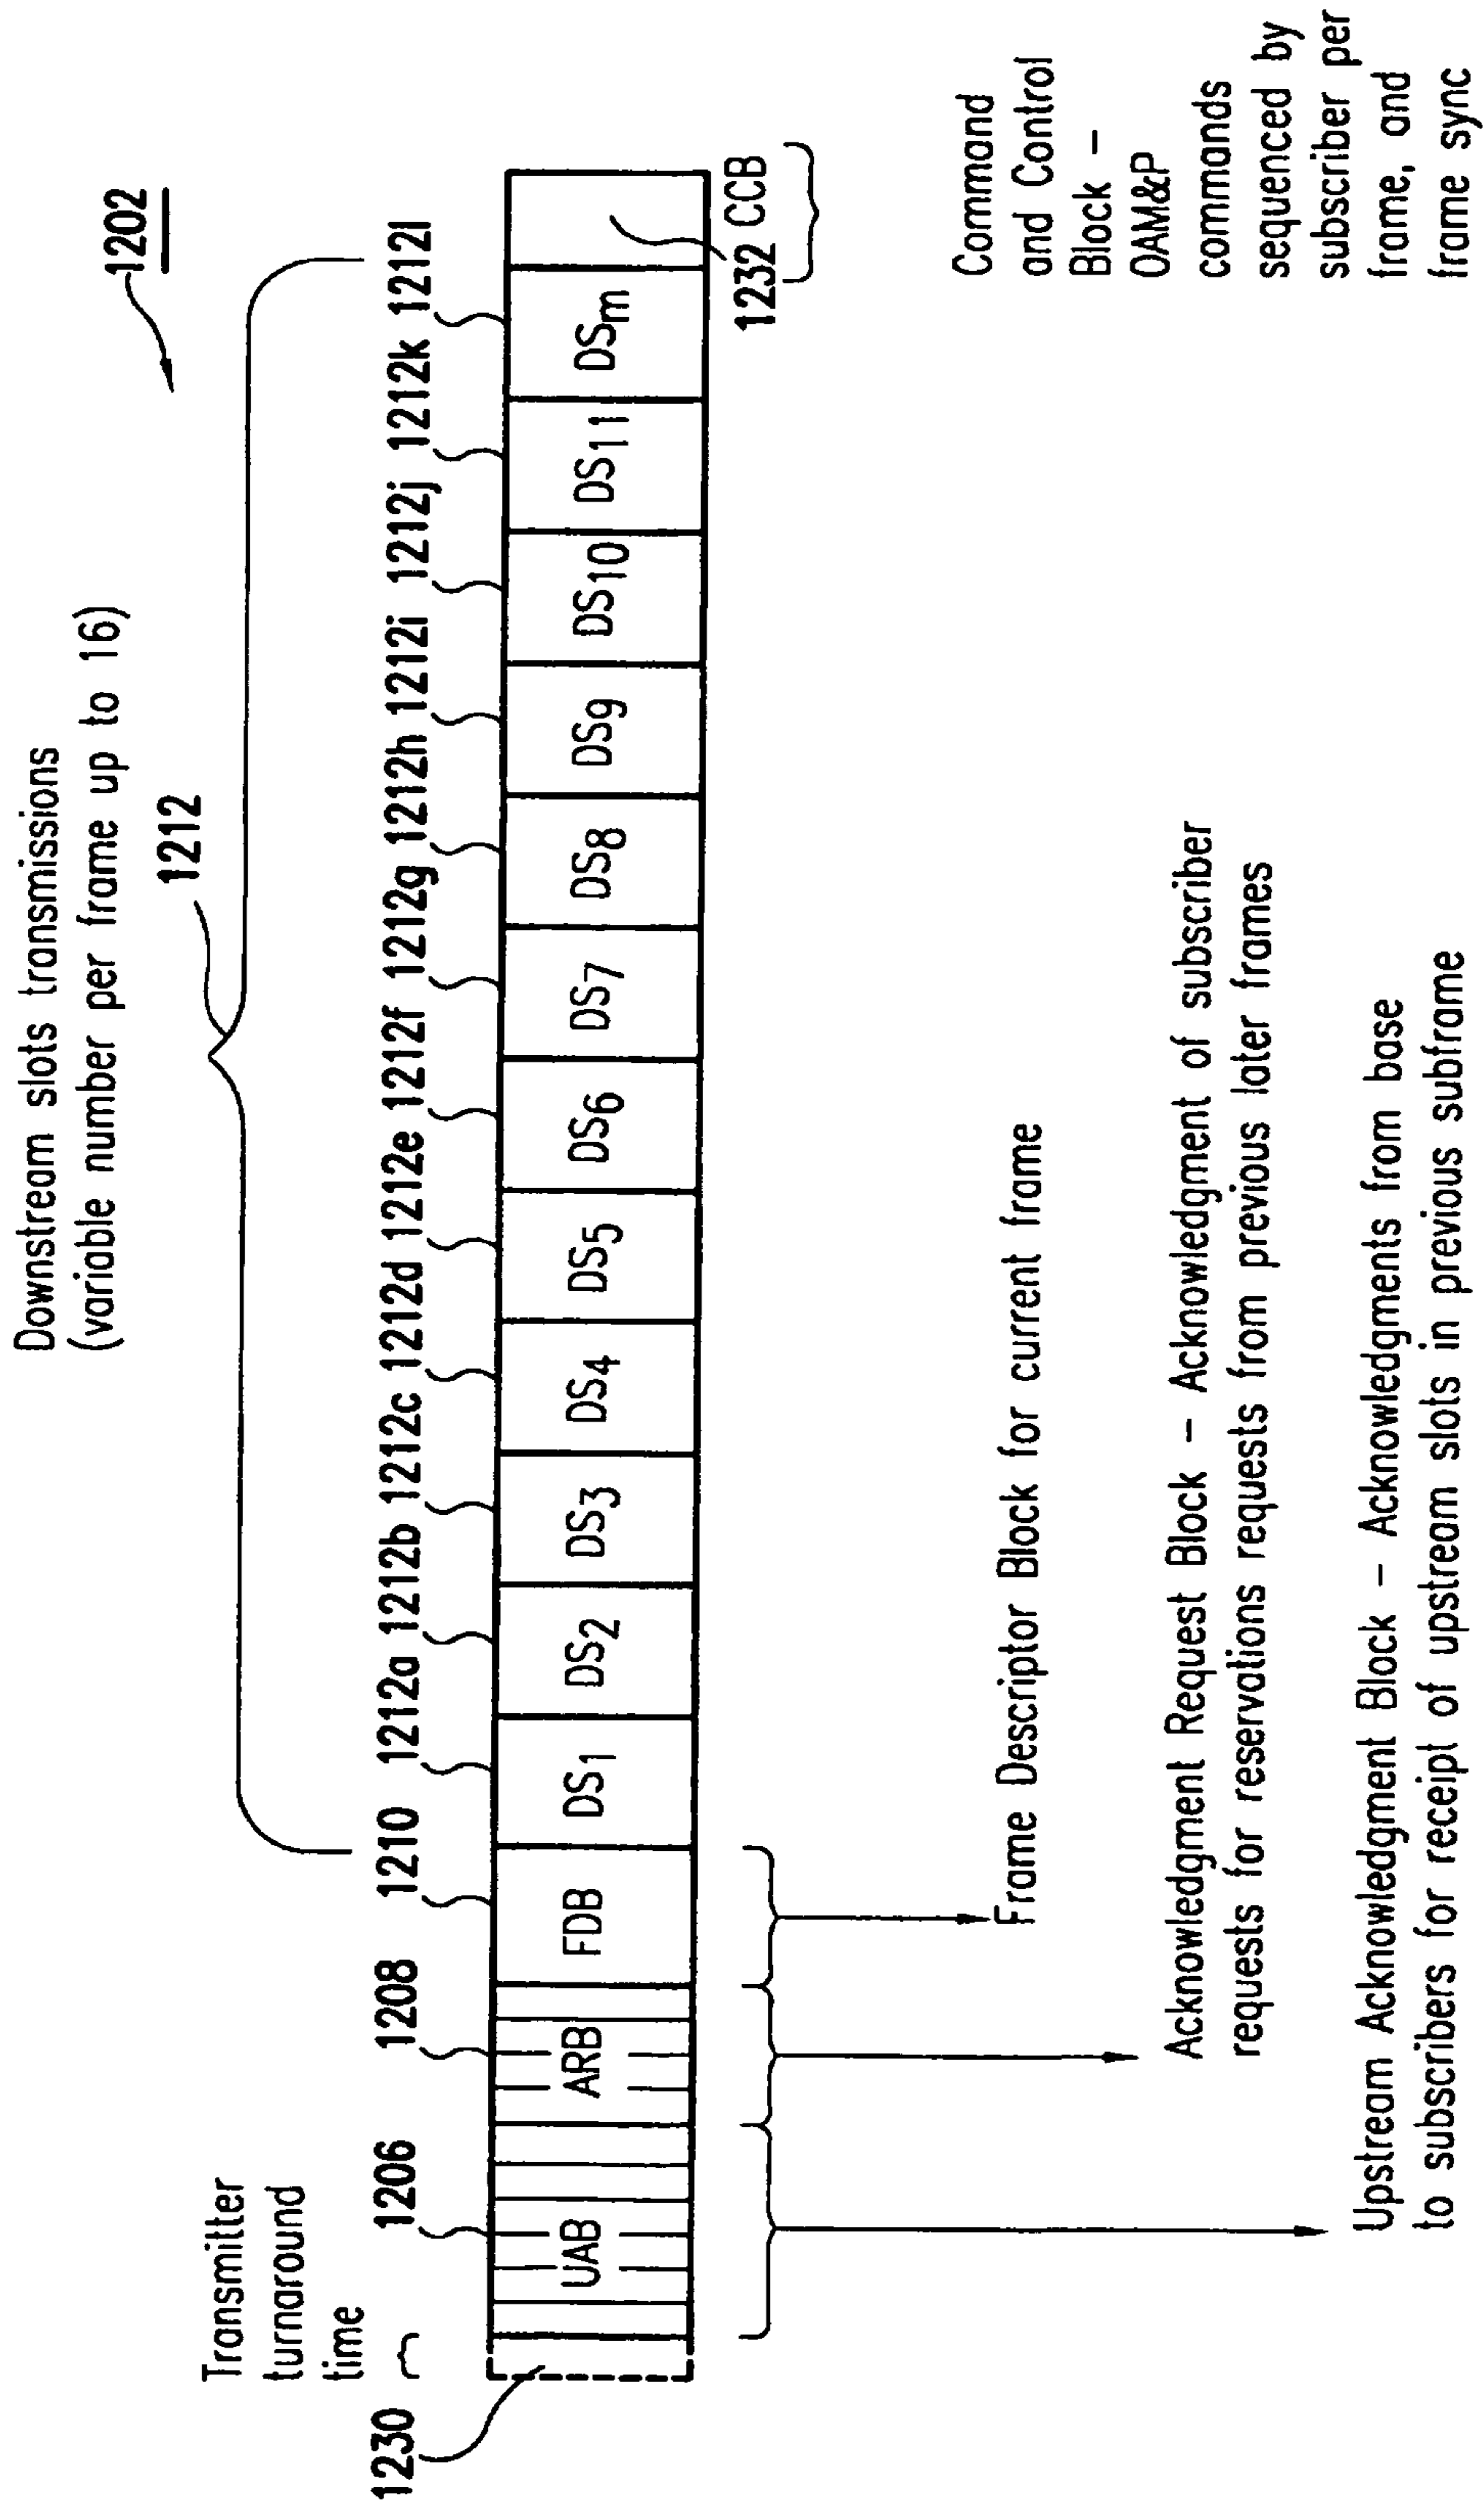 Downstream slots transmissions
(variable number per frame up to 16)
1202
1212
Transmitter
turnaround
time
1230
1206
1208
1210
1212a
1212b
1212c
1212d
1212e
1212f
1212g
1212h
1212i
1212j
1212k
1212l
UAB
ARB
FDB
DS1
DS2
DS3
DS4
DS5
DS6
DS7
DS8
DS9
DS10
DS11
DSm
1232 CCB
Command
and Control
Block –
OAM&P
commands
sequenced by
subscriber per
frame, and
frame sync
Frame Descriptor Block for current frame
Acknowledgment Request Block – Acknowledgment of subscriber
requests for reservations requests from previous later frames
Upstream Acknowledgment Block – Acknowledgments from base
to subscribers for receipt of upstream slots in previous subframe